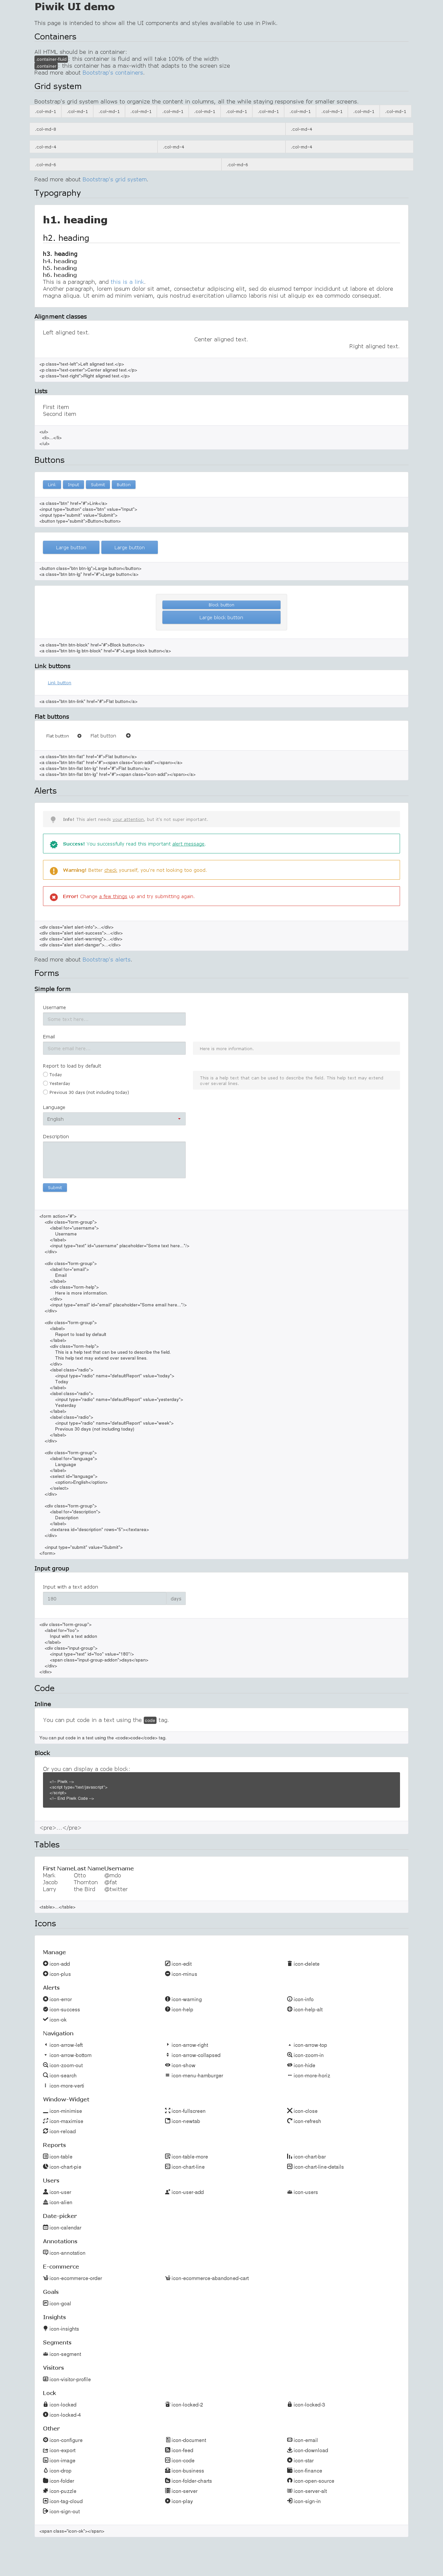 Piwik UI demo
This page is intended to show all the UI components and styles available to use in Piwik.
Containers
All HTML should be in a container:
.container-fluid : this container is fluid and will take 100% of the width
.container : this container has a max-width that adapts to the screen size
Read more about Bootstrap's containers.
Grid system
Bootstrap's grid system allows to organize the content in columns, all the while staying responsive for smaller screens.
.col-md-1 .col-md-1 .col-md-1 .col-md-1 .col-md-1 .col-md-1 .col-md-1 .col-md-1 .col-md-1 .col-md-1 .col-md-1 .col-md-1
.col-md-8 .col-md-4
.col-md-4 .col-md-4 .col-md-4
.col-md-6 .col-md-6
Read more about Bootstrap's grid system.
Typography
h1. heading
h2. heading
h3. heading
h4. heading
h5. heading
h6. heading
This is a paragraph, and this is a link.
Another paragraph, lorem ipsum dolor sit amet, consectetur adipiscing elit, sed do eiusmod tempor incididunt ut labore et dolore
magna aliqua. Ut enim ad minim veniam, quis nostrud exercitation ullamco laboris nisi ut aliquip ex ea commodo consequat.
Alignment classes
Left aligned text.
Center aligned text.
Right aligned text.
<p class="text-left">Left aligned text.</p>
<p class="text-center">Center aligned text.</p>
<p class="text-right">Right aligned text.</p>
Lists
First item
Second item
<ul>
<li>...</li>
</ul>
Buttons
Link Input Submit Button
<a class="btn" href="#">Link</a>
<input type="button" class="btn" value="Input">
<input type="submit" value="Submit">
<button type="submit">Button</button>
Large button Large button
<button class="btn btn-lg">Large button</button>
<a class="btn btn-lg" href="#">Large button</a>
Block button
Large block button
<a class="btn btn-block" href="#">Block button</a>
<a class="btn btn-lg btn-block" href="#">Large block button</a>
Link buttons
Link button
<a class="btn btn-link" href="#">Flat button</a>
Flat buttons
Flat button Flat button
<a class="btn btn-flat" href="#">Flat button</a>
<a class="btn btn-flat" href="#"><span class="icon-add"></span></a>
<a class="btn btn-flat btn-lg" href="#">Flat button</a>
<a class="btn btn-flat btn-lg" href="#"><span class="icon-add"></span></a>
Alerts
Info! This alert needs your attention, but it's not super important.
Success! You successfully read this important alert message.
Warning! Better check yourself, you're not looking too good.
Error! Change a few things up and try submitting again.
<div class="alert alert-info">...</div>
<div class="alert alert-success">...</div>
<div class="alert alert-warning">...</div>
<div class="alert alert-danger">...</div>
Read more about Bootstrap's alerts.
Forms
Simple form
Username
Some text here...
Email
Some email here...
Here is more information.
Report to load by default
Today
Yesterday
Previous 30 days (not including today)
This is a help text that can be used to describe the field. This help text may extend
over several lines.
Language
English
Description
Submit
<form action="#">
<div class="form-group">
<label for="username">
Username
</label>
<input type="text" id="username" placeholder="Some text here..."/>
</div>
<div class="form-group">
<label for="email">
Email
</label>
<div class="form-help">
Here is more information.
</div>
<input type="email" id="email" placeholder="Some email here..."/>
</div>
<div class="form-group">
<label>
Report to load by default
</label>
<div class="form-help">
This is a help text that can be used to describe the field.
This help text may extend over several lines.
</div>
<label class="radio">
<input type="radio" name="defaultReport" value="today">
Today
</label>
<label class="radio">
<input type="radio" name="defaultReport" value="yesterday">
Yesterday
</label>
<label class="radio">
<input type="radio" name="defaultReport" value="week">
Previous 30 days (not including today)
</label>
</div>
<div class="form-group">
<label for="language">
Language
</label>
<select id="language">
<option>English</option>
</select>
</div>
<div class="form-group">
<label for="description">
Description
</label>
<textarea id="description" rows="5"></textarea>
</div>
<input type="submit" value="Submit">
</form>
Input group
Input with a text addon
180 days
<div class="form-group">
<label for="foo">
Input with a text addon
</label>
<div class="input-group">
<input type="text" id="foo" value="180">
<span class="input-group-addon">days</span>
</div>
</div>
Code
Inline
You can put code in a text using the code tag.
You can put code in a text using the <code>code</code> tag.
Block
Or you can display a code block:
<!-- Piwik -->
<script type="text/javascript">
</script>
<!-- End Piwik Code -->
<pre>...</pre>
Tables
First Name Last Name Username
Mark Otto @mdo
Jacob Thornton @fat
Larry the Bird @twitter
<table>...</table>
Icons
Manage
icon-add icon-edit icon-delete
icon-plus icon-minus
Alerts
icon-error icon-warning icon-info
icon-success icon-help icon-help-alt
icon-ok
Navigation
icon-arrow-left icon-arrow-right icon-arrow-top
icon-arrow-bottom icon-arrow-collapsed icon-zoom-in
icon-zoom-out icon-show icon-hide
icon-search icon-menu-hamburger icon-more-horiz
icon-more-verti
Window-Widget
icon-minimise icon-fullscreen icon-close
icon-maximise icon-newtab icon-refresh
icon-reload
Reports
icon-table icon-table-more icon-chart-bar
icon-chart-pie icon-chart-line icon-chart-line-details
Users
icon-user icon-user-add icon-users
icon-alien
Date-picker
icon-calendar
Annotations
icon-annotation
E-commerce
icon-ecommerce-order icon-ecommerce-abandoned-cart
Goals
icon-goal
Insights
icon-insights
Segments
icon-segment
Visitors
icon-visitor-profile
Lock
icon-locked icon-locked-2 icon-locked-3
icon-locked-4
Other
icon-configure icon-document icon-email
icon-export icon-feed icon-download
icon-image icon-code icon-star
icon-drop icon-business icon-finance
icon-folder icon-folder-charts icon-open-source
icon-puzzle icon-server icon-server-alt
icon-tag-cloud icon-play icon-sign-in
icon-sign-out
<span class="icon-ok"></span>